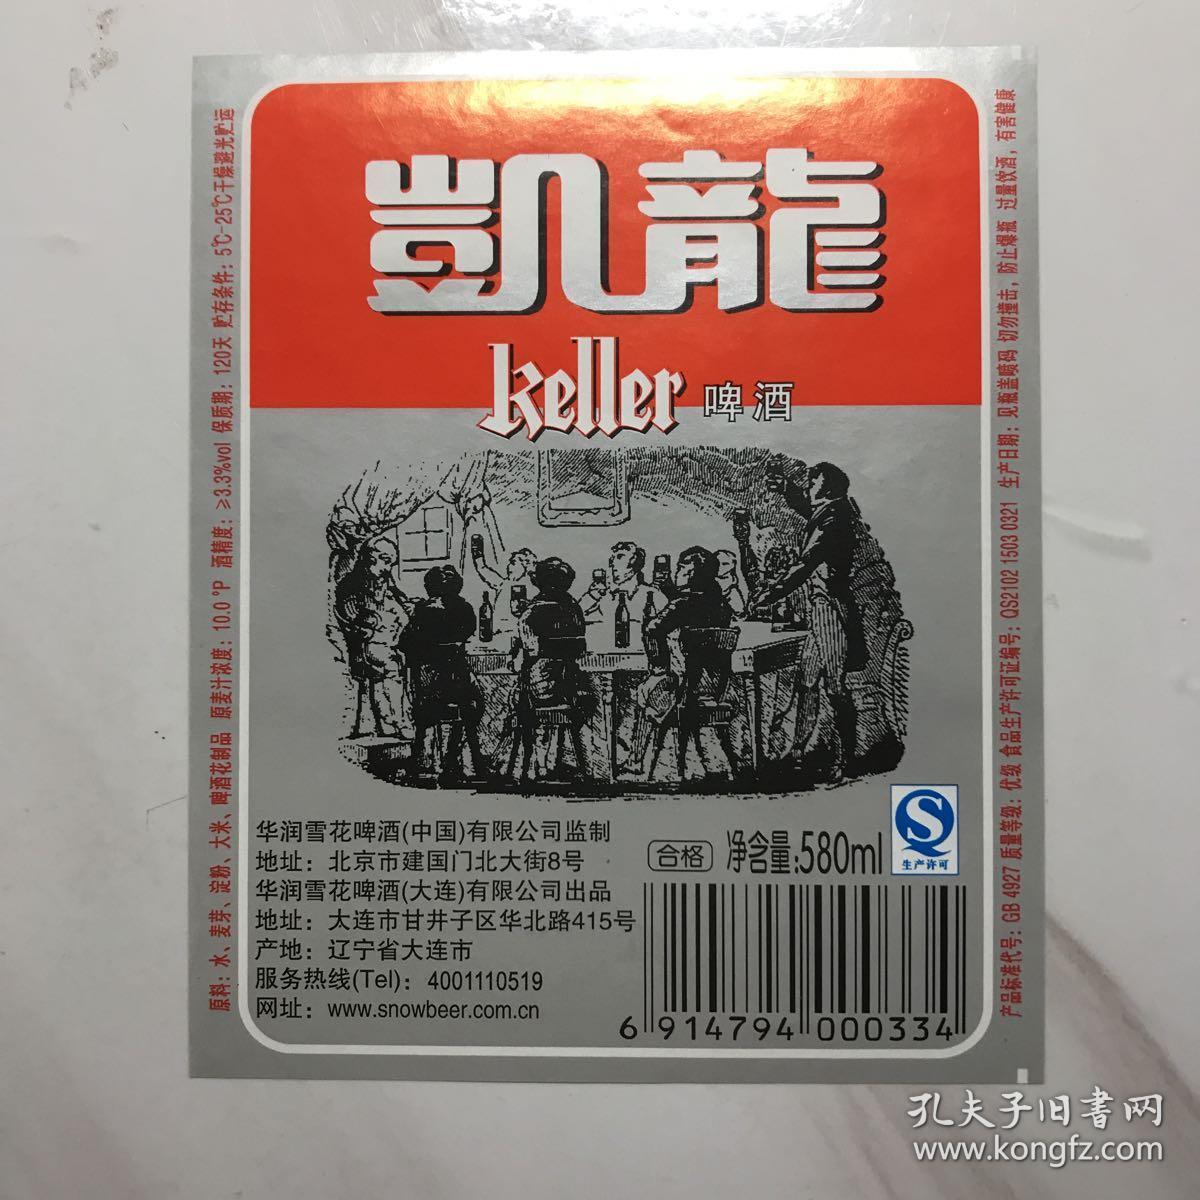 凱龍
keller 啤酒
原料：水、麦芽、淀粉、大米、啤酒花制品 原麦汁浓度：10.0 °P 酒精度：≥3.3%vol 保质期：120天 贮存条件：5℃-25℃干燥避光贮运
华润雪花啤酒(中国)有限公司监制
地址：北京市建国门北大街8号
华润雪花啤酒(大连)有限公司出品
地址：大连市甘井子区华北路415号
产地：辽宁省大连市
服务热线(Tel)：4001110519
网址：www.snowbeer.com.cn
合格 净含量:580ml
生产许可
6 914794 000334
产品标准代号：GB 4927 质量等级：优级 食品生产许可证编号：QS2102 1503 0321 生产日期：见瓶盖喷码 切勿撞击，防止爆瓶 过量饮酒，有害健康
孔夫子旧書网
www.kongfz.com